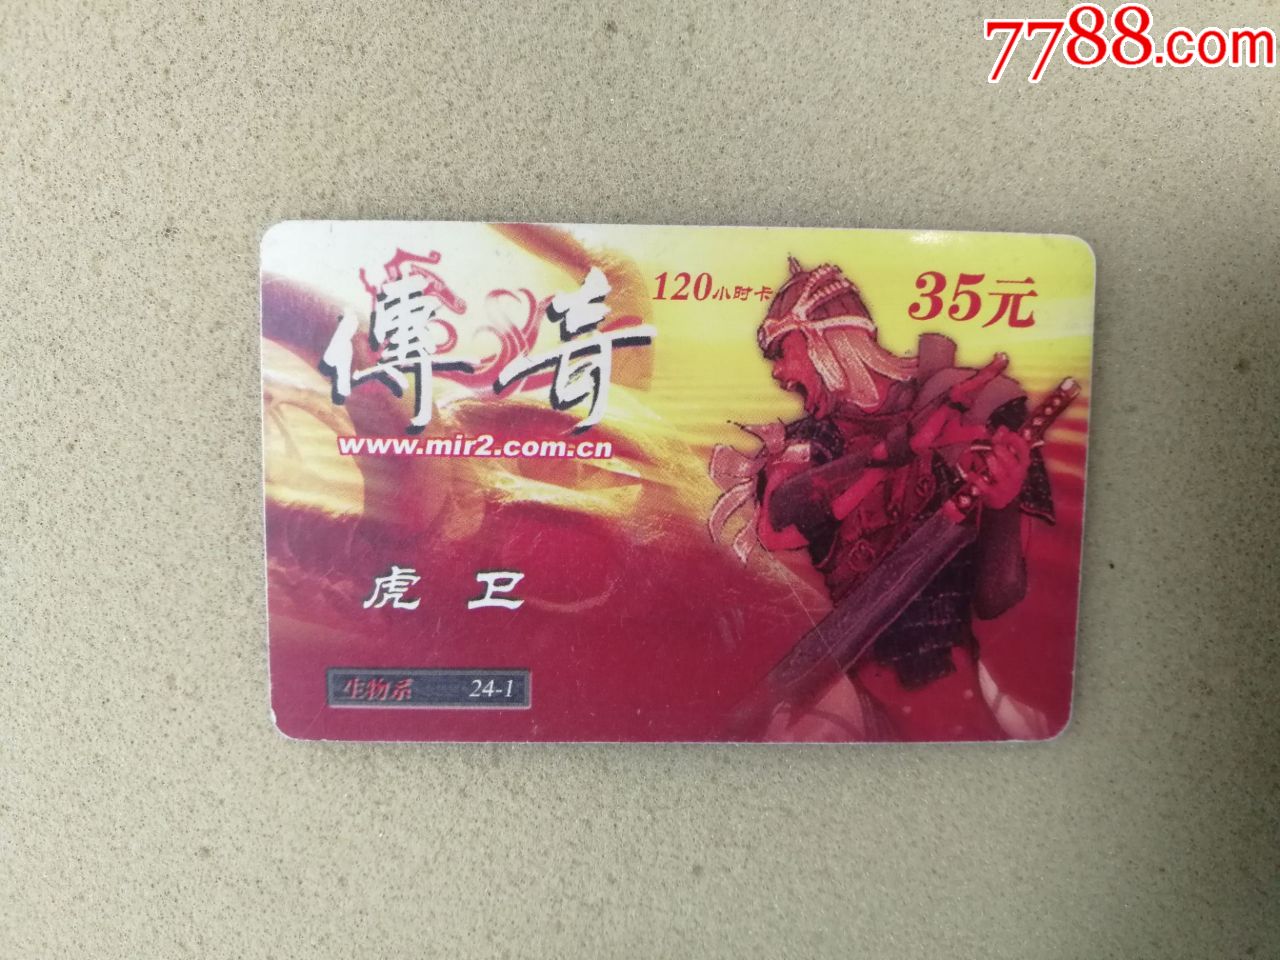 7788.com
傳奇
120小时卡
35元
www.mir2.com.cn
虎卫
生物系 24-1